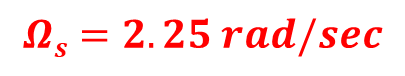 Ωₛ = 2.25 rad/sec